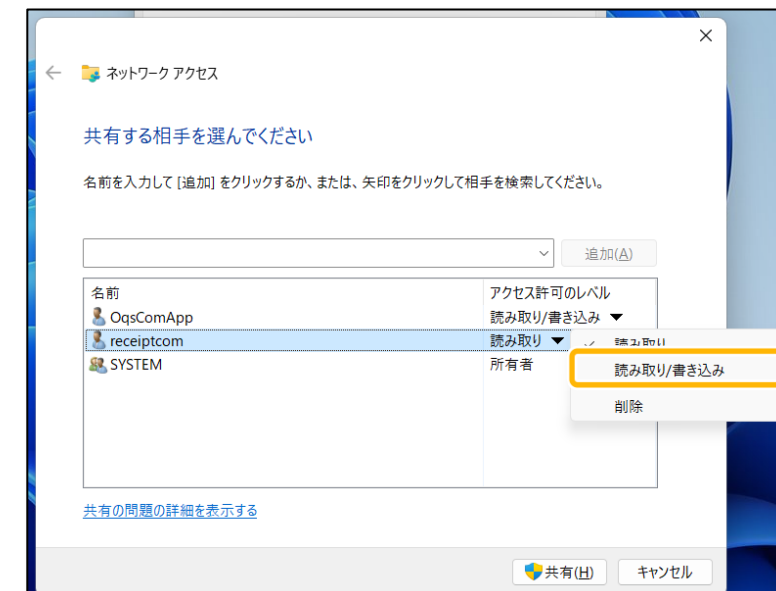 ネットワーク アクセス
共有する相手を選んでください
名前を入力して [追加] をクリックするか、または、矢印をクリックして相手を検索してください。
追加(A)
名前 アクセス許可のレベル
OqsComApp 読み取り/書き込み
receiptcom 読み取り
読み取り
SYSTEM 所有者
読み取り/書き込み
削除
共有の問題の詳細を表示する
共有(H) キャンセル